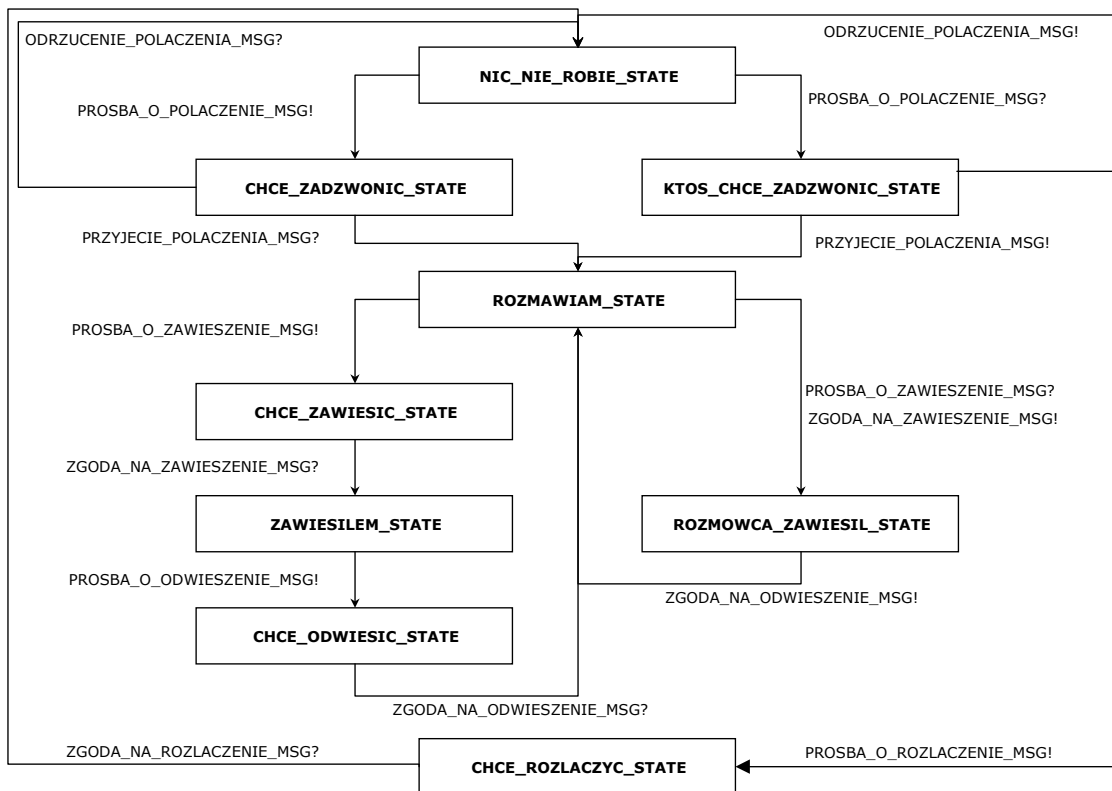 ODRZUCENIE_POLACZENIA_MSG?
ODRZUCENIE_POLACZENIA_MSG!
NIC_NIE_ROBIE_STATE
PROSBA_O_POLACZENIE_MSG!
PROSBA_O_POLACZENIE_MSG?
CHCE_ZADZWONIC_STATE
KTOS_CHCE_ZADZWONIC_STATE
PRZYJECIE_POLACZENIA_MSG?
PRZYJECIE_POLACZENIA_MSG!
ROZMAWIAM_STATE
PROSBA_O_ZAWIESZENIE_MSG!
PROSBA_O_ZAWIESZENIE_MSG?
ZGODA_NA_ZAWIESZENIE_MSG!
CHCE_ZAWIESIC_STATE
ZGODA_NA_ZAWIESZENIE_MSG?
ZAWIESILEM_STATE
ROZMOWCA_ZAWIESIL_STATE
PROSBA_O_ODWIESZENIE_MSG!
ZGODA_NA_ODWIESZENIE_MSG!
CHCE_ODWIESIC_STATE
ZGODA_NA_ODWIESZENIE_MSG?
ZGODA_NA_ROZLACZENIE_MSG?
PROSBA_O_ROZLACZENIE_MSG!
CHCE_ROZLACZYC_STATE